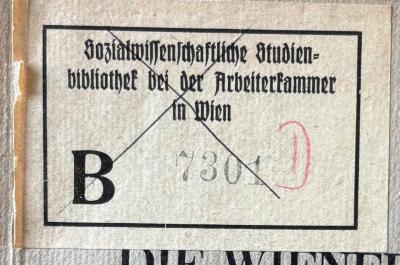 Sozialwissenschaftliche Studien-
bibliothek bei der Arbeiterkammer
in Wien
B 7301 D
DIE WIENER